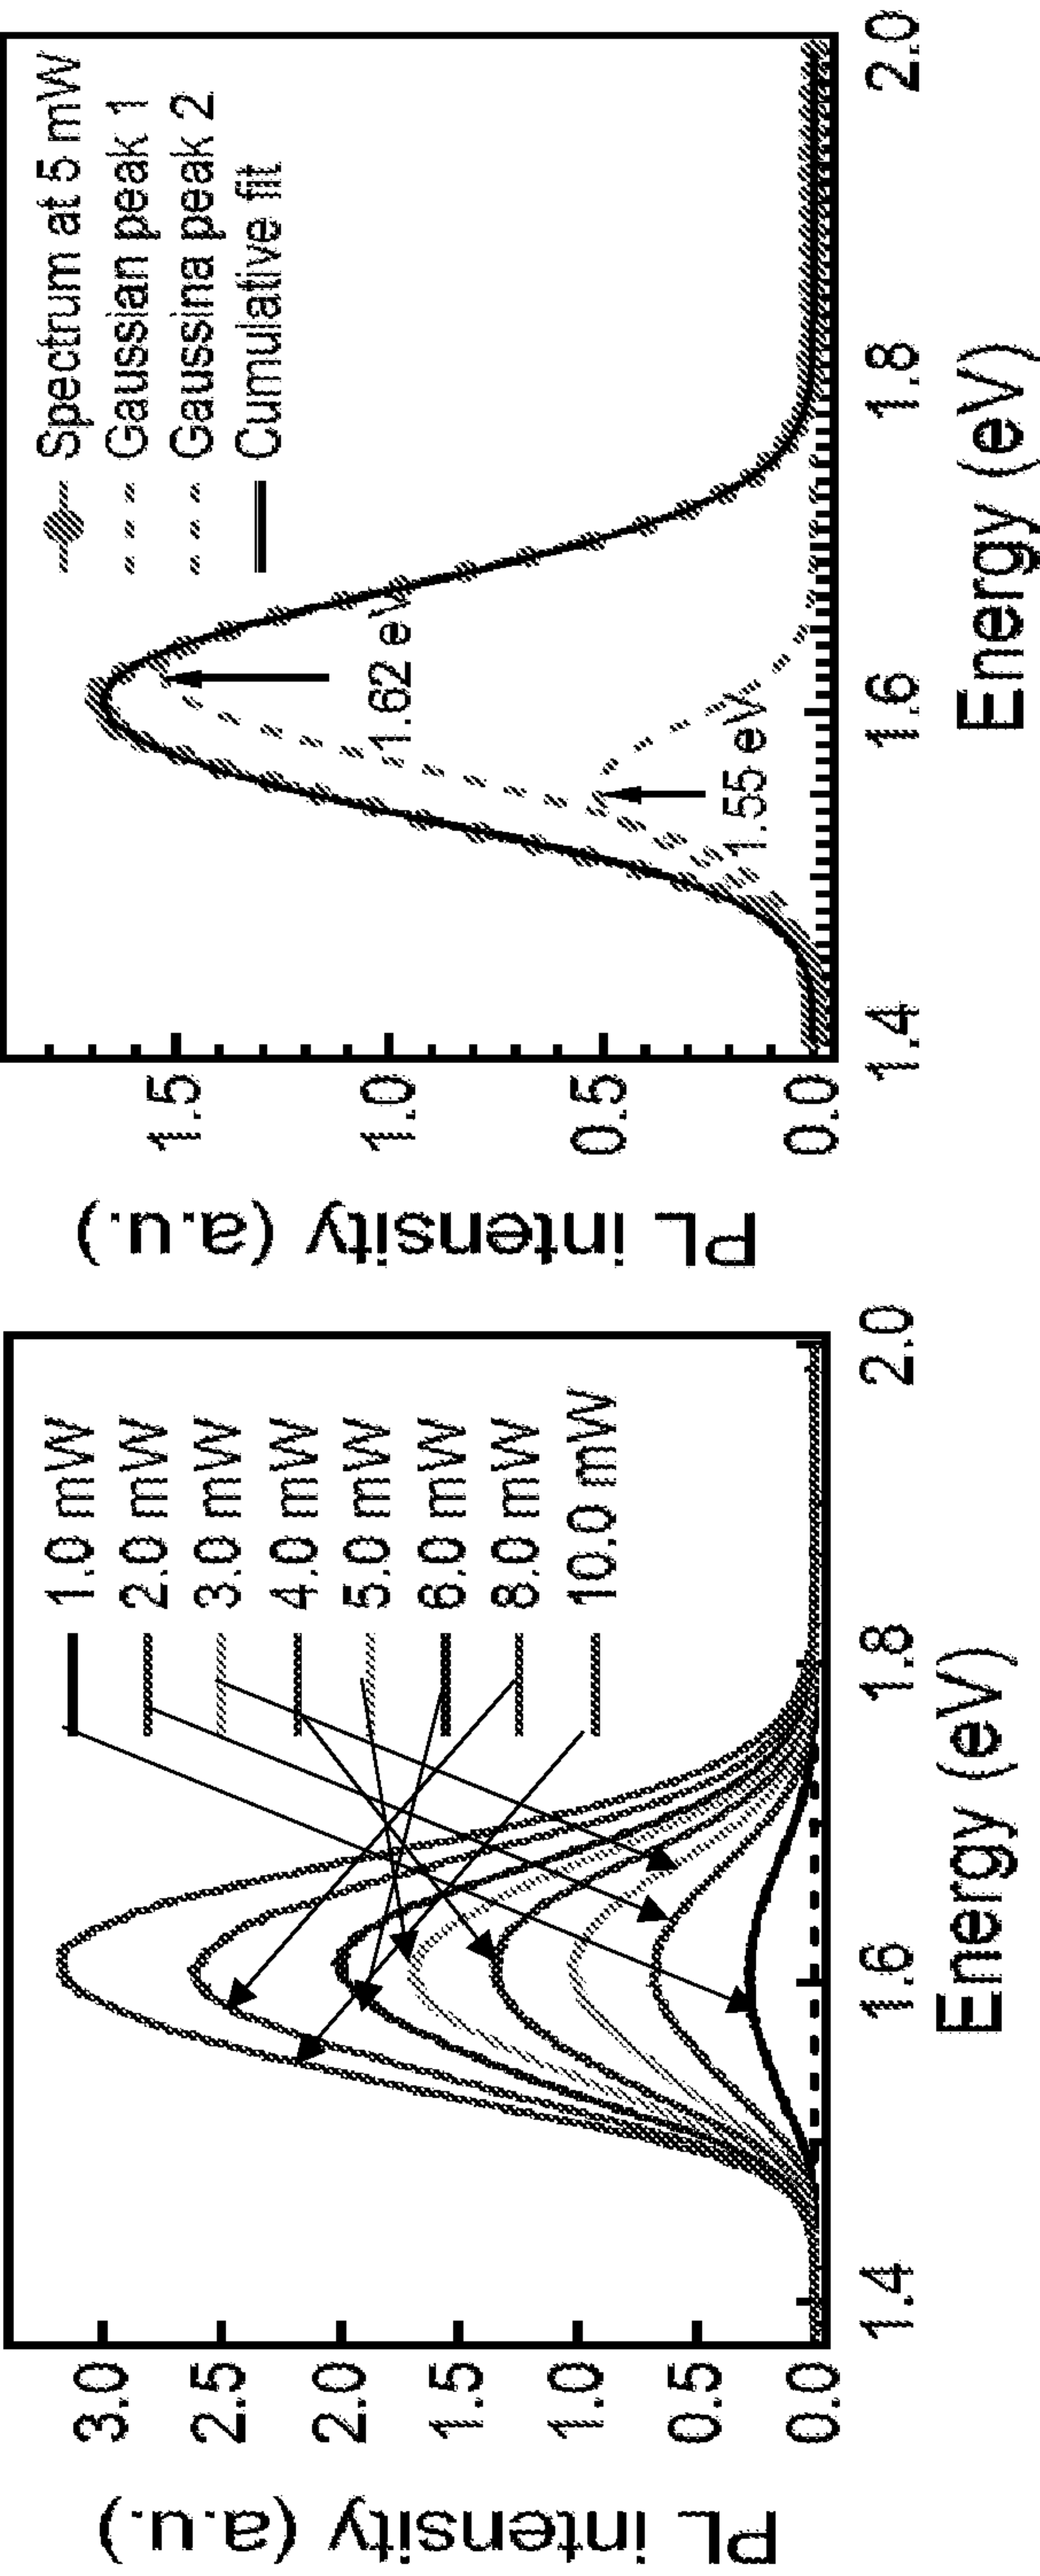 PL intensity (a.u.)
3.0
2.5
2.0
1.5
1.0
0.5
0.0
1.0 mW
2.0 mW
3.0 mW
4.0 mW
5.0 mW
6.0 mW
8.0 mW
10.0 mW
1.4 1.6 1.8 2.0
Energy (eV)
PL intensity (a.u.)
1.5
1.0
0.5
0.0
Spectrum at 5 mW
Gaussian peak 1
Gaussina peak 2
Cumulative fit
1.62 eV
1.55 eV
1.4 1.6 1.8 2.0
Energy (eV)